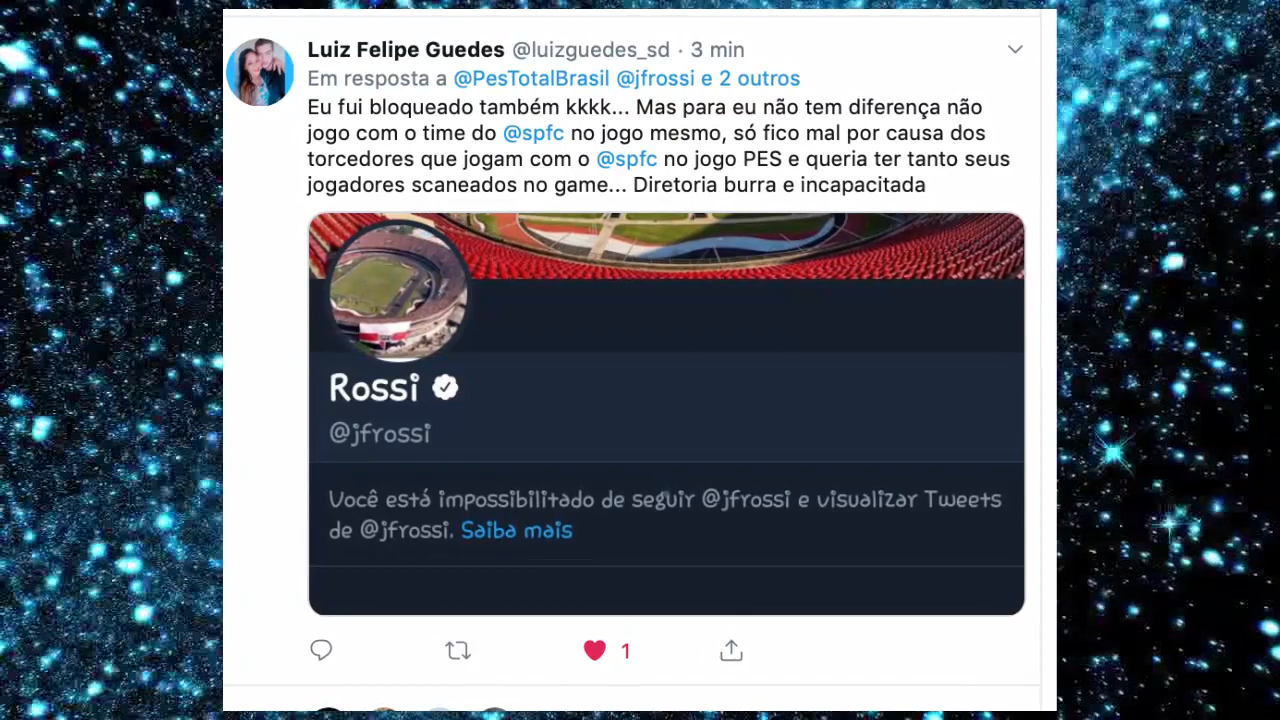 Luiz Felipe Guedes @luizguedes_sd · 3 min
Em resposta a @PesTotalBrasil @jfrossi e 2 outros
Eu fui bloqueado também kkkk... Mas para eu não tem diferença não
jogo com o time do @spfc no jogo mesmo, só fico mal por causa dos
torcedores que jogam com o @spfc no jogo PES e queria ter tanto seus
jogadores scaneados no game... Diretoria burra e incapacitada
Rossi
@jfrossi
Você está impossibilitado de seguir @jfrossi e visualizar Tweets
de @jfrossi. Saiba mais
1